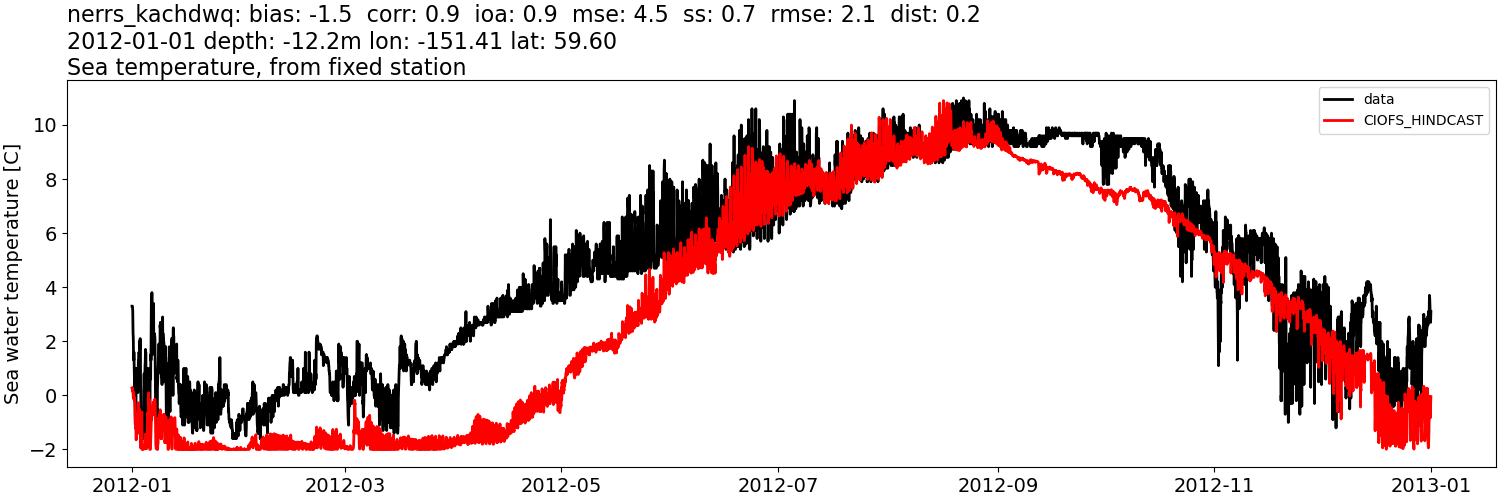 nerrs_kachdwq: bias: -1.5  corr: 0.9  ioa: 0.9  mse: 4.5  ss: 0.7  rmse: 2.1  dist: 0.2
2012-01-01 depth: -12.2m lon: -151.41 lat: 59.60
Sea temperature, from fixed station
data
CIOFS_HINDCAST
Sea water temperature [C]
10
8
6
4
2
0
−2
2012-01
2012-03
2012-05
2012-07
2012-09
2012-11
2013-01